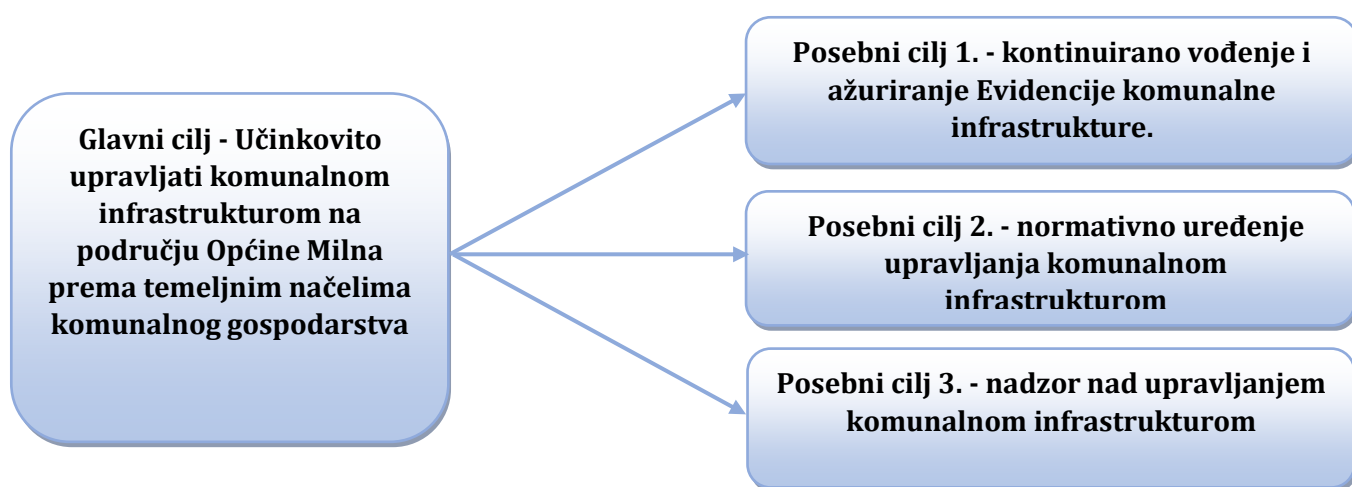 Glavni cilj - Učinkovito
upravljati komunalnom
infrastrukturom na
području Općine Milna
prema temeljnim načelima
komunalnog gospodarstva
Posebni cilj 1. - kontinuirano vođenje i
ažuriranje Evidencije komunalne
infrastrukture.
Posebni cilj 2. - normativno uređenje
upravljanja komunalnom
infrastrukturom
Posebni cilj 3. - nadzor nad upravljanjem
komunalnom infrastrukturom